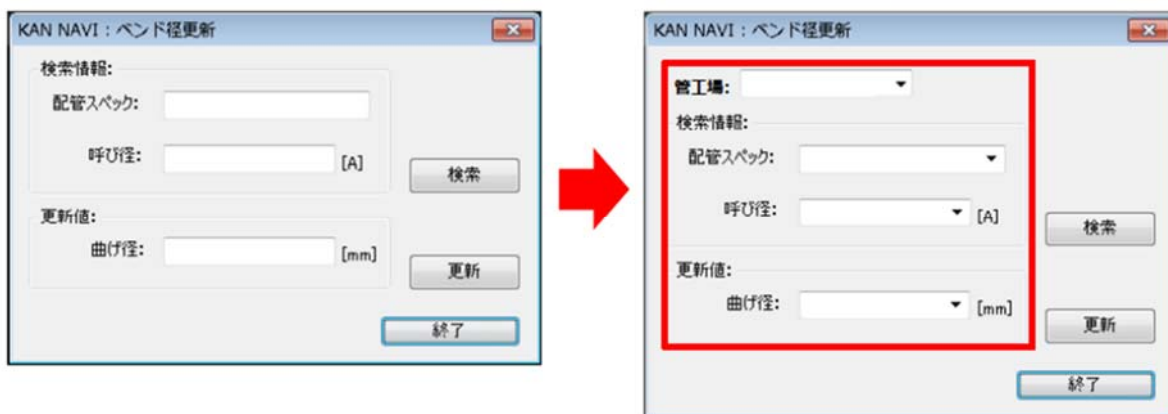 KAN NAVI：ベンド径更新
検索情報:
配管スペック:
呼び径:
[A]
検索
更新値:
曲げ径:
[mm]
更新
終了
KAN NAVI：ベンド径更新
管工場:
検索情報:
配管スペック:
呼び径:
[A]
検索
更新値:
曲げ径:
[mm]
更新
終了